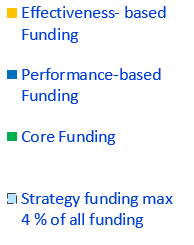 Effectiveness- based
Funding
Performance-based
Funding
Core Funding
Strategy funding max
4 % of all funding